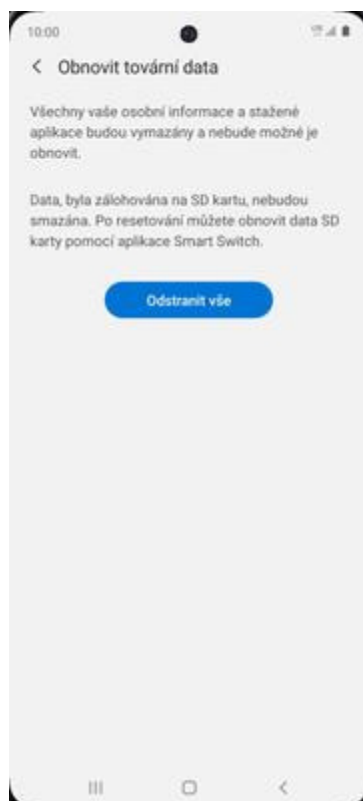 10:00
Obnovit tovární data
Všechny vaše osobní informace a stažené
aplikace budou vymazány a nebude možné je
obnovit.
Data, byla zálohována na SD kartu, nebudou
smazána. Po resetování můžete obnovit data SD
karty pomocí aplikace Smart Switch.
Odstranit vše